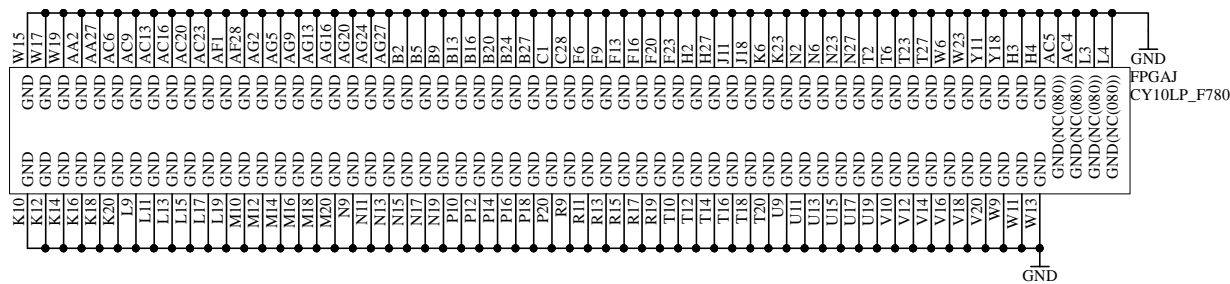 W15
W17
W19
AA2
AA27
AC6
AC9
AC13
AC16
AC20
AC23
AF1
AF28
AG2
AG5
AG9
AG13
AG16
AG20
AG24
AG27
B2
B5
B9
B13
B16
B20
B24
B27
C1
C28
F6
F9
F13
F16
F20
F23
H2
H27
J11
J18
K6
K23
N2
N6
N23
N27
T2
T6
T23
T27
W6
W23
Y11
Y18
H3
H4
AC5
AC4
L3
L4
GND
FPGAJ
CY10LP_F780
GND GND GND GND GND GND GND GND GND GND GND GND GND GND GND GND GND GND GND GND GND GND GND GND GND GND GND GND GND GND GND GND GND GND GND GND GND GND GND GND GND GND GND GND GND GND GND GND GND GND GND GND GND GND GND GND GND
GND(NC(080)
GND(NC(080)
GND(NC(080)
GND(NC(080)
GND GND GND GND GND GND GND GND GND GND GND GND GND GND GND GND GND GND GND GND GND GND GND GND GND GND GND GND GND GND GND GND GND GND GND GND GND GND GND GND GND GND GND GND GND GND GND GND GND GND GND GND GND GND GND GND GND
K10
K12
K14
K16
K18
K20
L9
L11
L13
L15
L17
L19
M10
M12
M14
M16
M18
M20
N9
N11
N13
N15
N17
N19
P10
P12
P14
P16
P18
P20
R9
R11
R13
R15
R17
R19
T10
T12
T14
T16
T18
T20
U9
U11
U13
U15
U17
U19
V10
V12
V14
V16
V18
V20
W9
W11
W13
GND